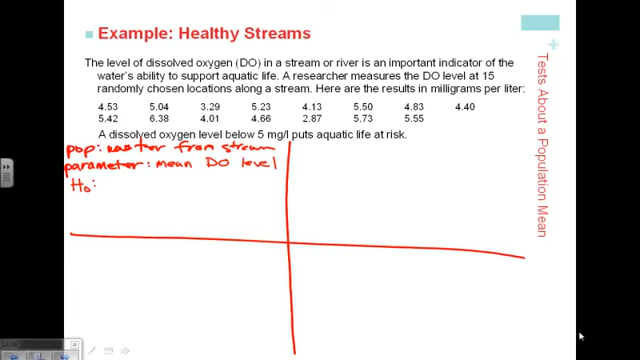 Example: Healthy Streams
The level of dissolved oxygen (DO) in a stream or river is an important indicator of the
water's ability to support aquatic life. A researcher measures the DO level at 15
randomly chosen locations along a stream. Here are the results in milligrams per liter:
4.53 5.04 3.29 5.23 4.13 5.50 4.83 4.40
5.42 6.38 4.01 4.66 2.87 5.73 5.55
A dissolved oxygen level below 5 mg/l puts aquatic life at risk.
pop: water from stream
parameter: mean DO level
H₀:
+
Tests About a Population Mean